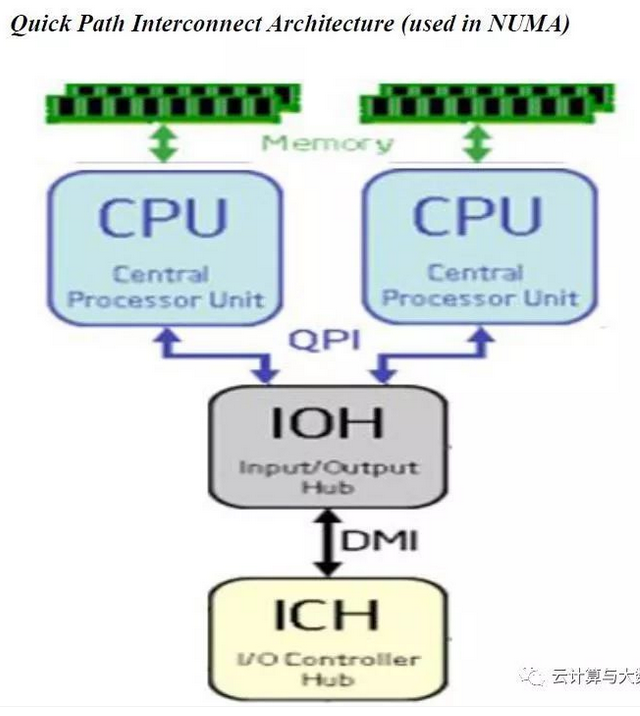 Quick Path Interconnect Architecture (used in NUMA)
Memory
CPU
Central
Processor Unit
CPU
Central
Processor Unit
QPI
IOH
Input/Output
Hub
DMI
ICH
I/O Controller
Hub
云计算与大